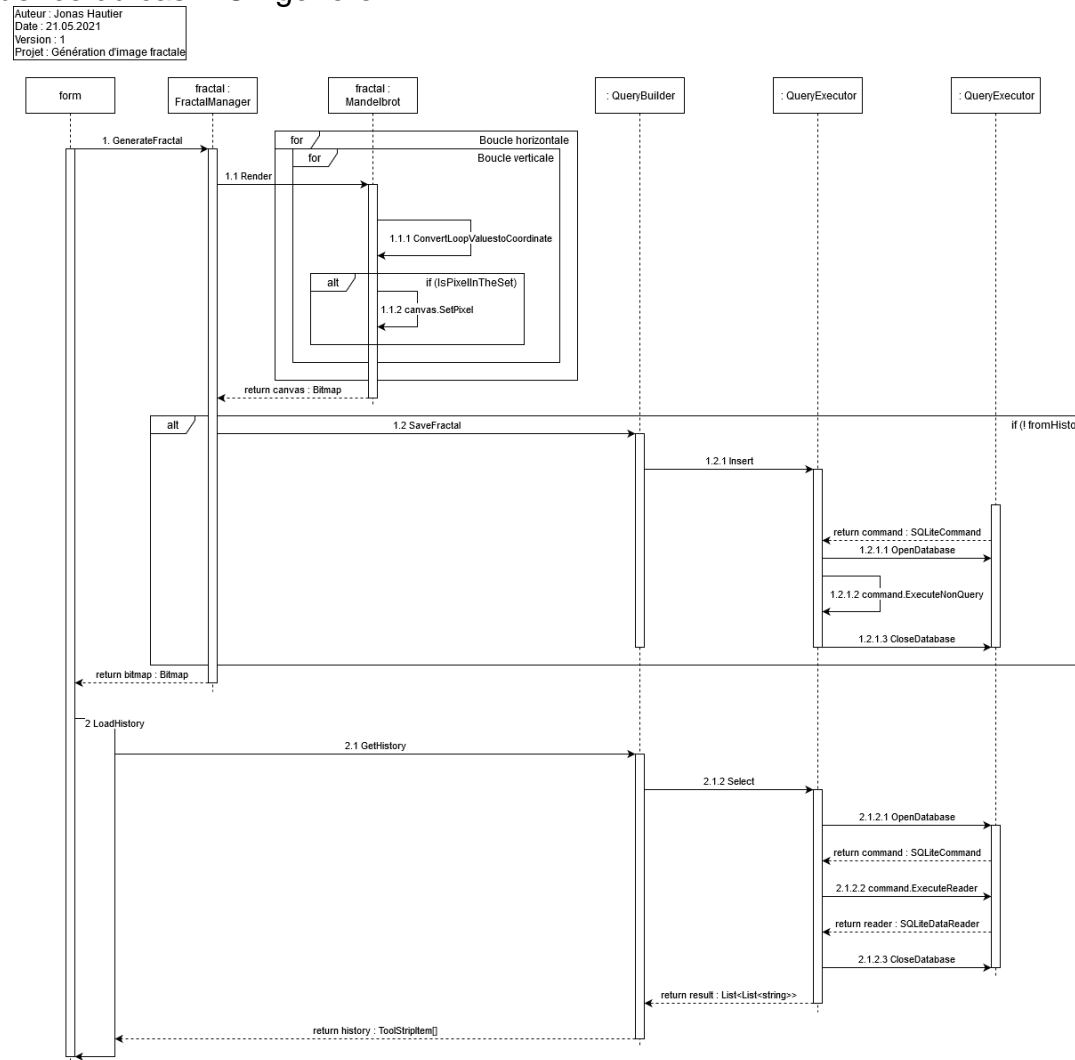 Auteur : Jonas Hautier
Date : 21.05.2021
Version : 1
Projet : Génération d'image fractale
form
fractal :
FractalManager
fractal :
Mandelbrot
: QueryBuilder
: QueryExecutor
: QueryExecutor
1. GenerateFractal
for
Boucle horizontale
for
Boucle verticale
1.1 Render
1.1.1 ConvertLoopValuestoCoordinate
alt
if (IsPixelInTheSet)
1.1.2 canvas.SetPixel
return canvas : Bitmap
alt
1.2 SaveFractal
if (! fromHisto
1.2.1 Insert
return command : SQLiteCommand
1.2.1.1 OpenDatabase
1.2.1.2 command.ExecuteNonQuery
1.2.1.3 CloseDatabase
return bitmap : Bitmap
2 LoadHistory
2.1 GetHistory
2.1.2 Select
2.1.2.1 OpenDatabase
return command : SQLiteCommand
2.1.2.2 command.ExecuteReader
return reader : SQLiteDataReader
2.1.2.3 CloseDatabase
return result : List<List<string>>
return history : ToolStripItem[]